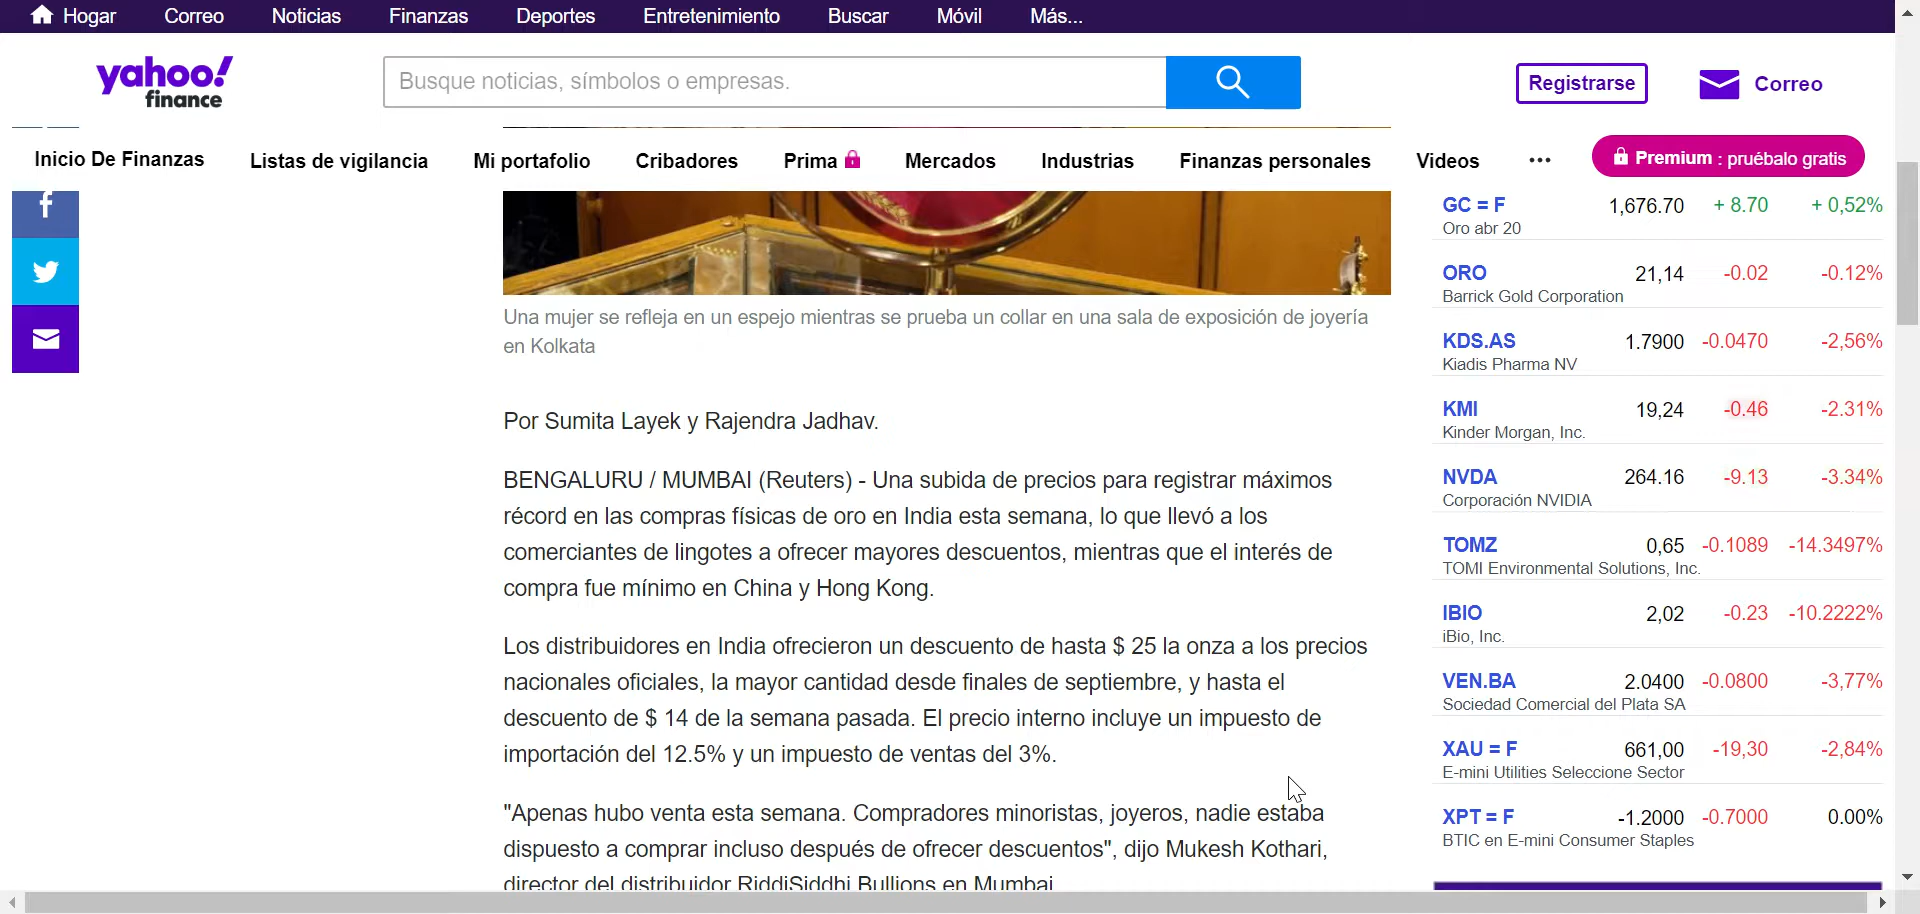 Hogar Correo Noticias Finanzas Deportes Entretenimiento Buscar Móvil Más...
yahoo!
finance
Busque noticias, símbolos o empresas.
Registrarse
Correo
Inicio De Finanzas Listas de vigilancia Mi portafolio Cribadores Prima Mercados Industrias Finanzas personales Videos ••• Premium : pruébalo gratis
Una mujer se refleja en un espejo mientras se prueba un collar en una sala de exposición de joyería
en Kolkata
Por Sumita Layek y Rajendra Jadhav.
BENGALURU / MUMBAI (Reuters) - Una subida de precios para registrar máximos
récord en las compras físicas de oro en India esta semana, lo que llevó a los
comerciantes de lingotes a ofrecer mayores descuentos, mientras que el interés de
compra fue mínimo en China y Hong Kong.
Los distribuidores en India ofrecieron un descuento de hasta $ 25 la onza a los precios
nacionales oficiales, la mayor cantidad desde finales de septiembre, y hasta el
descuento de $ 14 de la semana pasada. El precio interno incluye un impuesto de
importación del 12.5% y un impuesto de ventas del 3%.
"Apenas hubo venta esta semana. Compradores minoristas, joyeros, nadie estaba
dispuesto a comprar incluso después de ofrecer descuentos", dijo Mukesh Kothari,
director del distribuidor RiddiSiddhi Bullions en Mumbai.
GC = F 1,676.70 + 8.70 + 0,52%
Oro abr 20
ORO 21,14 -0.02 -0.12%
Barrick Gold Corporation
KDS.AS 1.7900 -0.0470 -2,56%
Kiadis Pharma NV
KMI 19,24 -0.46 -2.31%
Kinder Morgan, Inc.
NVDA 264.16 -9.13 -3.34%
Corporación NVIDIA
TOMZ 0,65 -0.1089 -14.3497%
TOMI Environmental Solutions, Inc.
IBIO 2,02 -0.23 -10.2222%
iBio, Inc.
VEN.BA 2.0400 -0.0800 -3,77%
Sociedad Comercial del Plata SA
XAU = F 661,00 -19,30 -2,84%
E-mini Utilities Seleccione Sector
XPT = F -1.2000 -0.7000 0.00%
BTIC en E-mini Consumer Staples